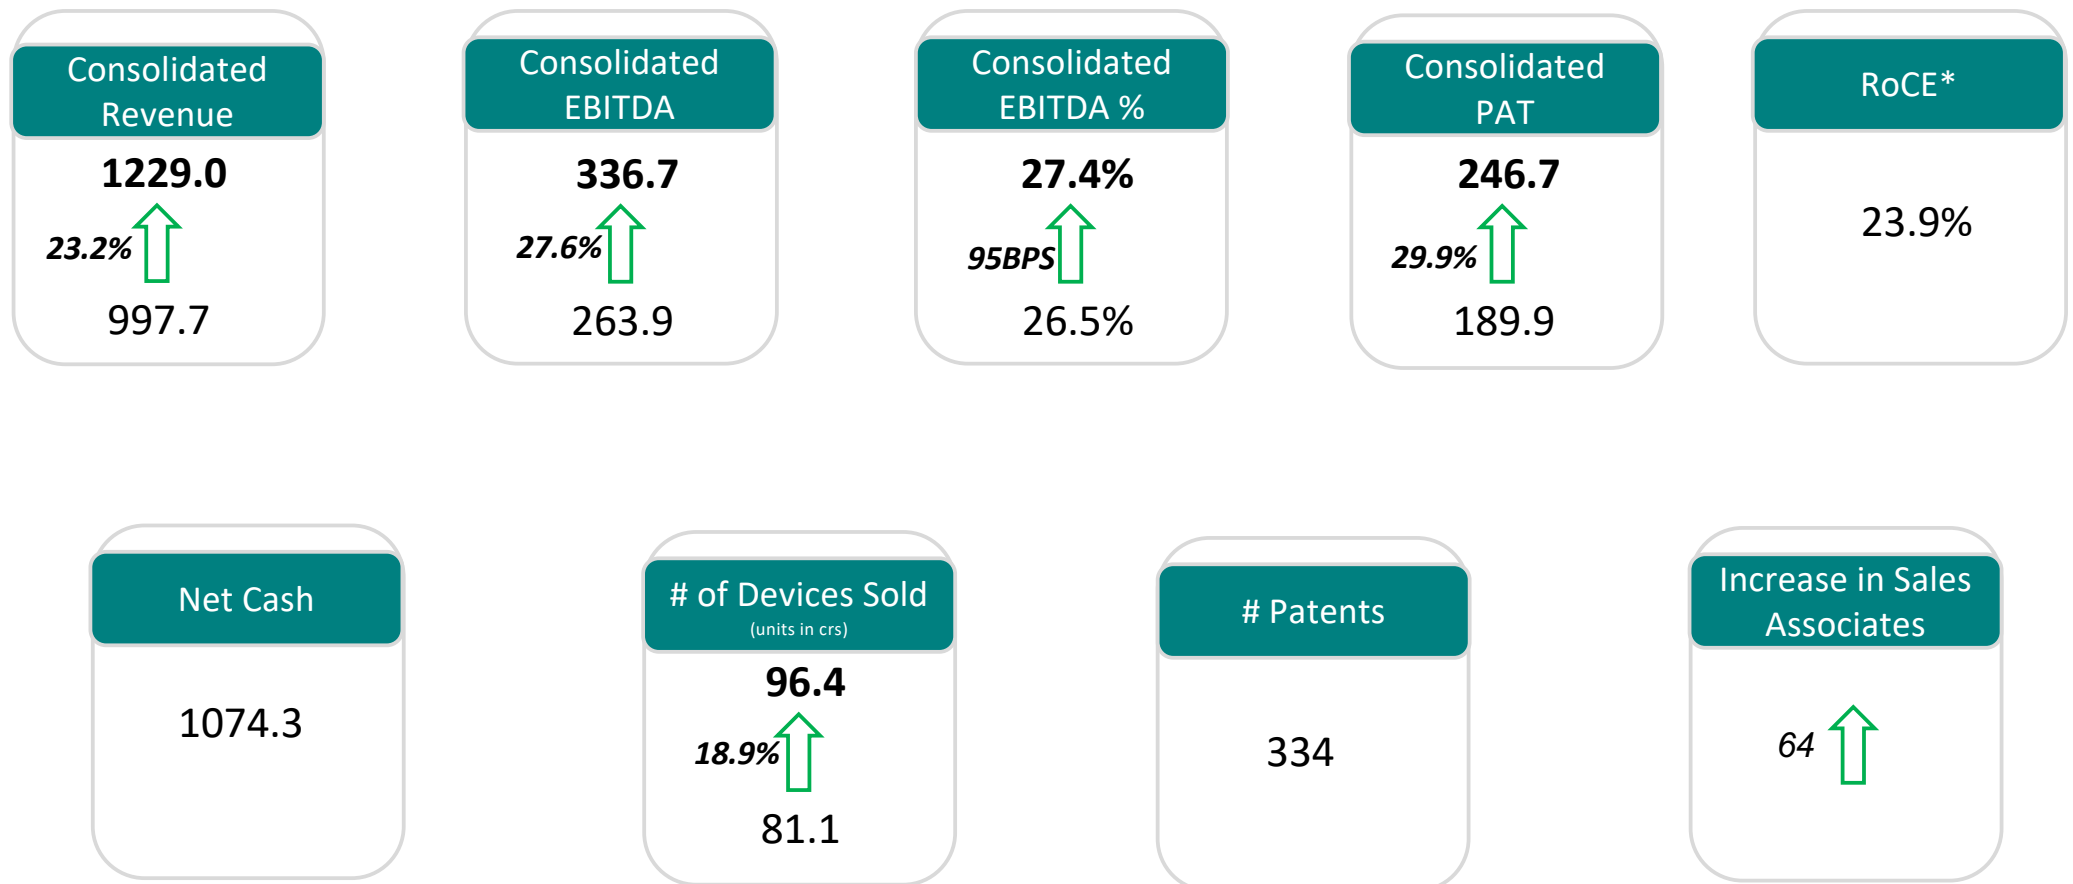 Consolidated
Revenue
1229.0
23.2%
997.7
Consolidated
EBITDA
336.7
27.6%
263.9
Consolidated
EBITDA %
27.4%
95BPS
26.5%
Consolidated
PAT
246.7
29.9%
189.9
RoCE*
23.9%
Net Cash
1074.3
# of Devices Sold
(units in crs)
96.4
18.9%
81.1
# Patents
334
Increase in Sales
Associates
64